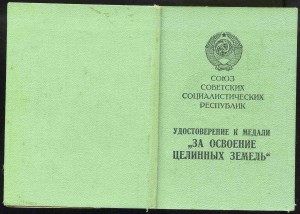 СОЮЗ
СОВЕТСКИХ
СОЦИАЛИСТИЧЕСКИХ
РЕСПУБЛИК
УДОСТОВЕРЕНИЕ К МЕДАЛИ
„ЗА ОСВОЕНИЕ
ЦЕЛИННЫХ ЗЕМЕЛЬ“